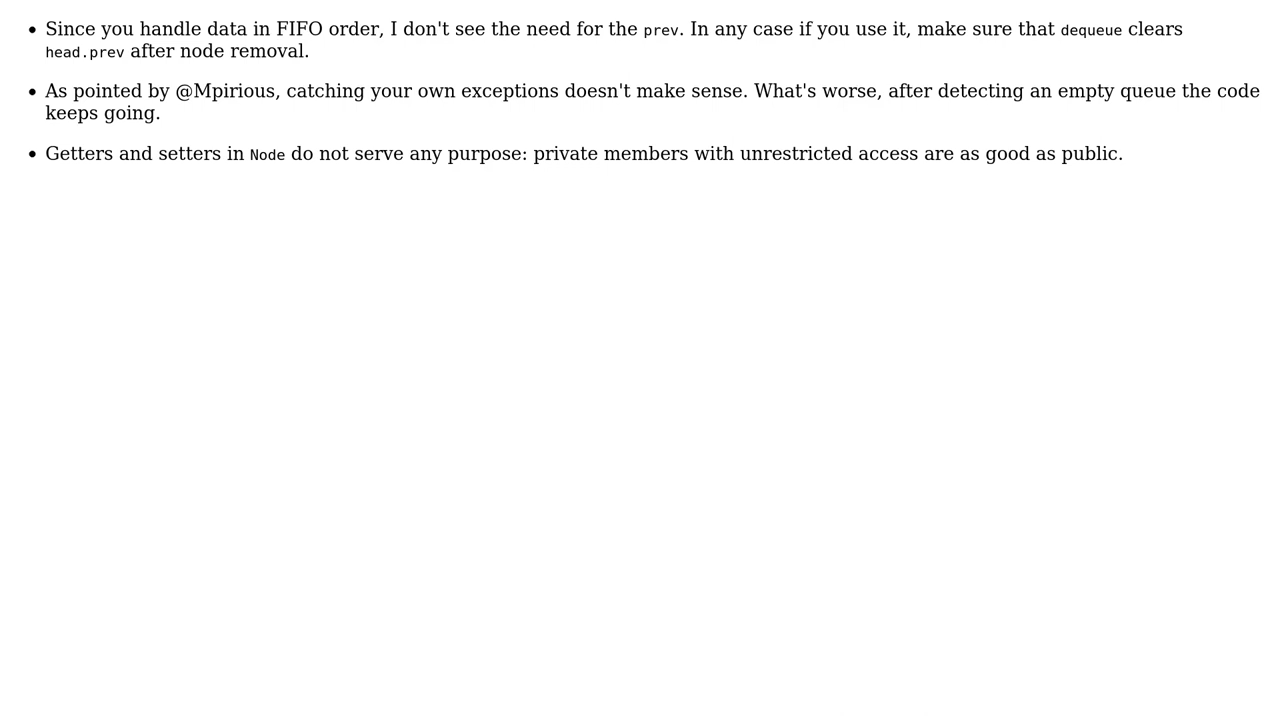 • Since you handle data in FIFO order, I don't see the need for the prev. In any case if you use it, make sure that dequeue clears
head.prev after node removal.
• As pointed by @Mpirious, catching your own exceptions doesn't make sense. What's worse, after detecting an empty queue the code
keeps going.
• Getters and setters in Node do not serve any purpose: private members with unrestricted access are as good as public.